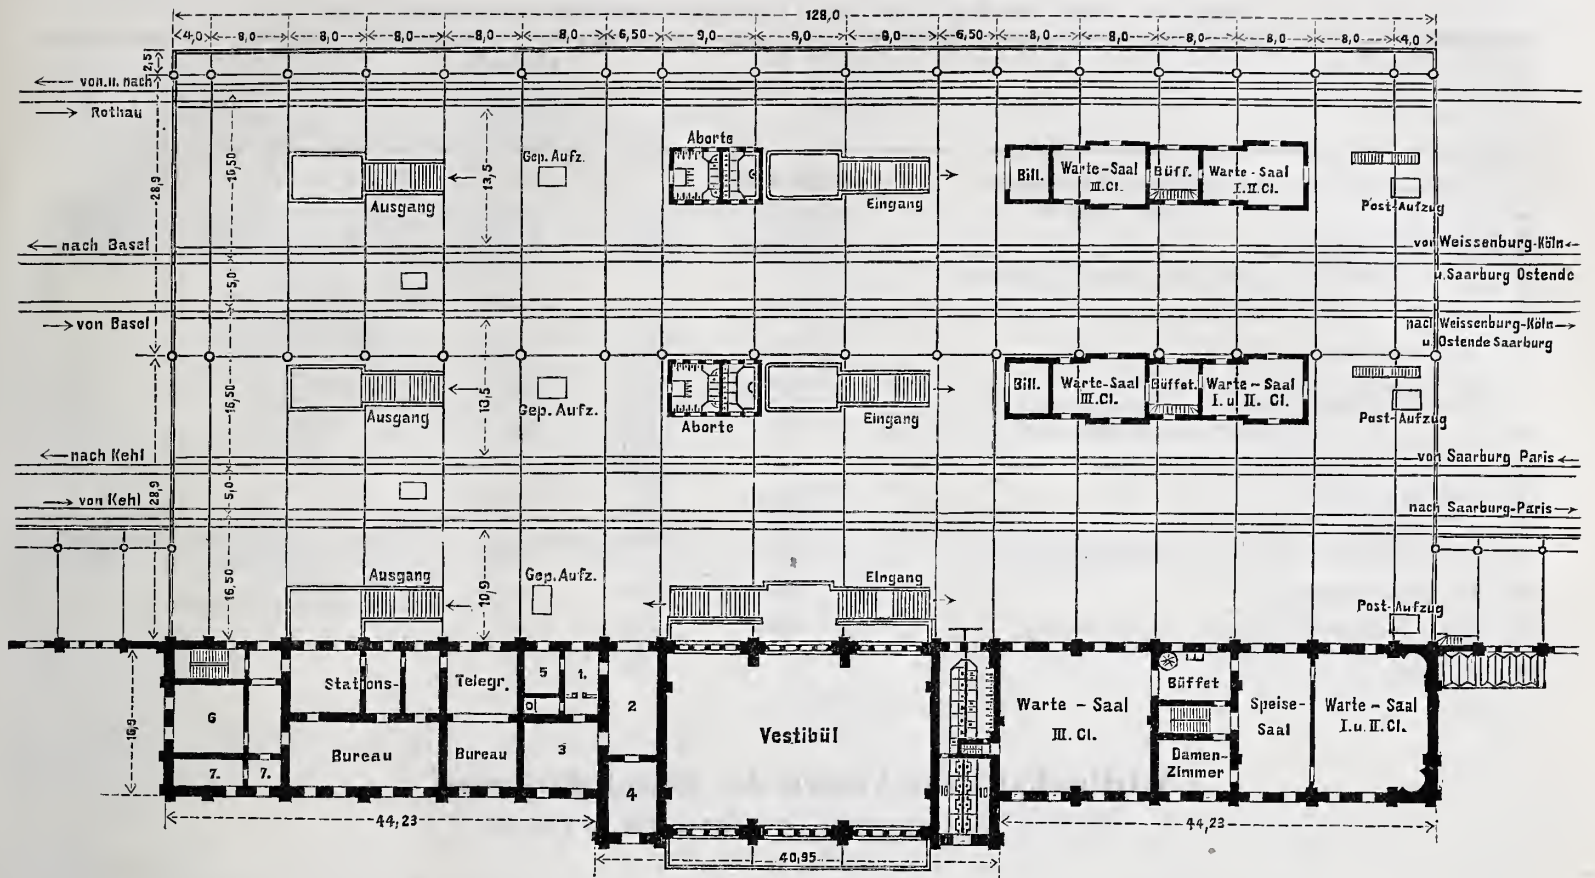 128,0
4,0 8,0 8,0 8,0 8,0 8,0 6,50 9,0 9,0 9,0 6,50 8,0 8,0 8,0 8,0 8,0 4,0
2,5
von.u. nach
Rothau
28,9
16,50
13,5
Gep. Aufz.
Aborte
Ausgang
Eingang
Bill.
Warte-Saal
III. Cl.
Büff.
Warte-Saal
I. II. Cl.
Post-Aufzug
nach Basel
von Weissenburg-Köln
5,0
u. Saarburg Ostende
von Basel
nach Weissenburg-Köln
u. Ostende Saarburg
28,9
16,50
13,5
Ausgang
Gep. Aufz.
Aborte
Eingang
Bill.
Warte-Saal
III. Cl.
Büffet.
Warte-Saal
I. u. II. Cl.
Post-Aufzug
nach Kehl
von Saarburg Paris
5,0
von Kehl
nach Saarburg-Paris
16,50
10,9
Ausgang
Gep. Aufz.
Eingang
Post-Aufzug
16,9
6
7.
7.
Stations-
Bureau
Telegr.
Bureau
5
1.
3
2
4
Vestibül
10
10
Warte-Saal
III. Cl.
Büffet
Damen-
Zimmer
Speise-
Saal
Warte-Saal
I. u. II. Cl.
44,23
40,95
44,23